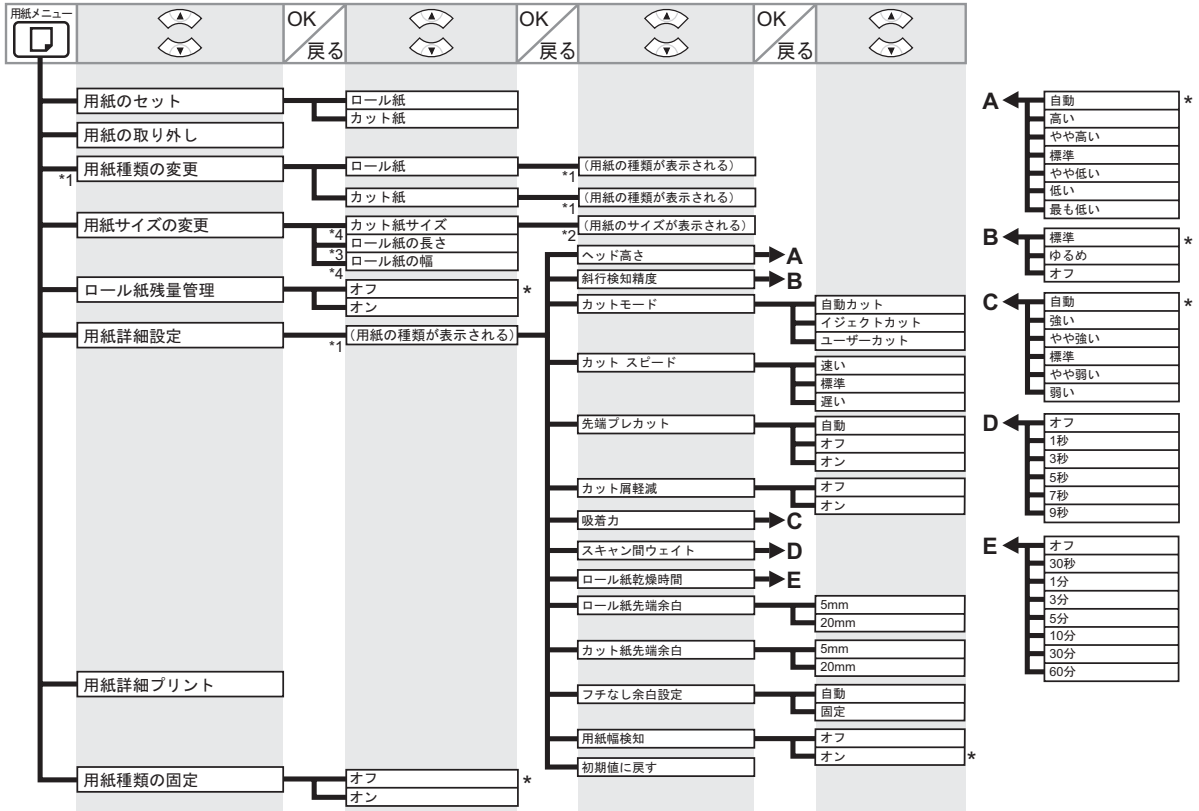 用紙メニュー
OK
戻る
OK
戻る
OK
戻る
用紙のセット
ロール紙
カット紙
用紙の取り外し
*1
用紙種類の変更
ロール紙
*1
(用紙の種類が表示される)
カット紙
*1
(用紙の種類が表示される)
用紙サイズの変更
*4
カット紙サイズ
*2
(用紙のサイズが表示される)
*3
ロール紙の長さ
*4
ロール紙の幅
ロール紙残量管理
オフ
*
オン
用紙詳細設定
*1
(用紙の種類が表示される)
ヘッド高さ
A
斜行検知精度
B
カットモード
自動カット
イジェクトカット
ユーザーカット
カット スピード
速い
標準
遅い
先端プレカット
自動
オフ
オン
カット屑軽減
オフ
オン
吸着力
C
スキャン間ウェイト
D
ロール紙乾燥時間
E
ロール紙先端余白
5mm
20mm
カット紙先端余白
5mm
20mm
フチなし余白設定
自動
固定
用紙幅検知
オフ
オン
*
初期値に戻す
用紙詳細プリント
用紙種類の固定
オフ
*
オン
A
自動
*
高い
やや高い
標準
やや低い
低い
最も低い
B
標準
*
ゆるめ
オフ
C
自動
*
強い
やや強い
標準
やや弱い
弱い
D
オフ
1秒
3秒
5秒
7秒
9秒
E
オフ
30秒
1分
3分
5分
10分
30分
60分